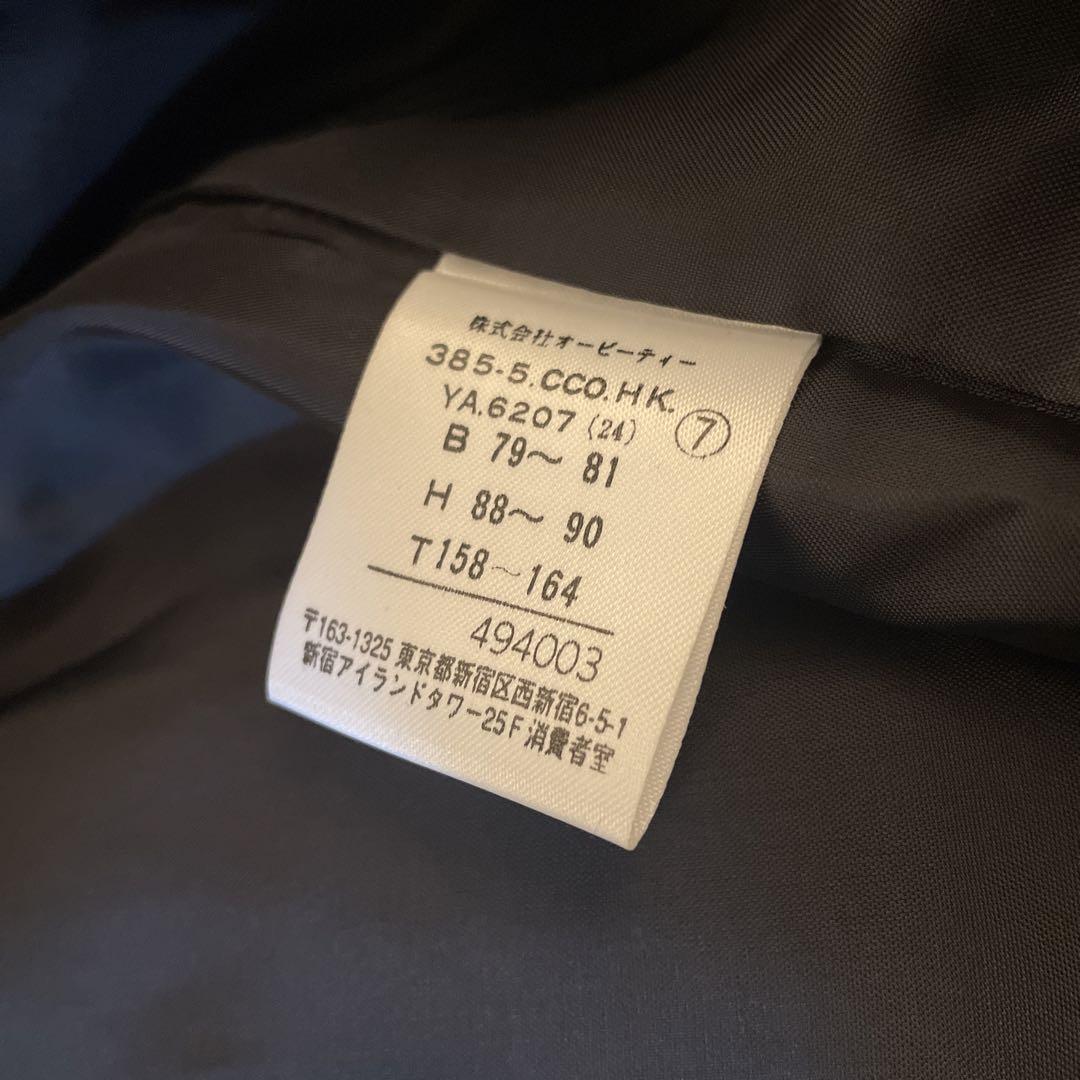 株式会社オービーティー
385-5.CCO.HK.
YA.6207 (24) ⑦
B 79～ 81
H 88～ 90
T158～164
494003
〒163-1325 東京都新宿区西新宿6-5-1
新宿アイランドタワー25F 消費者室